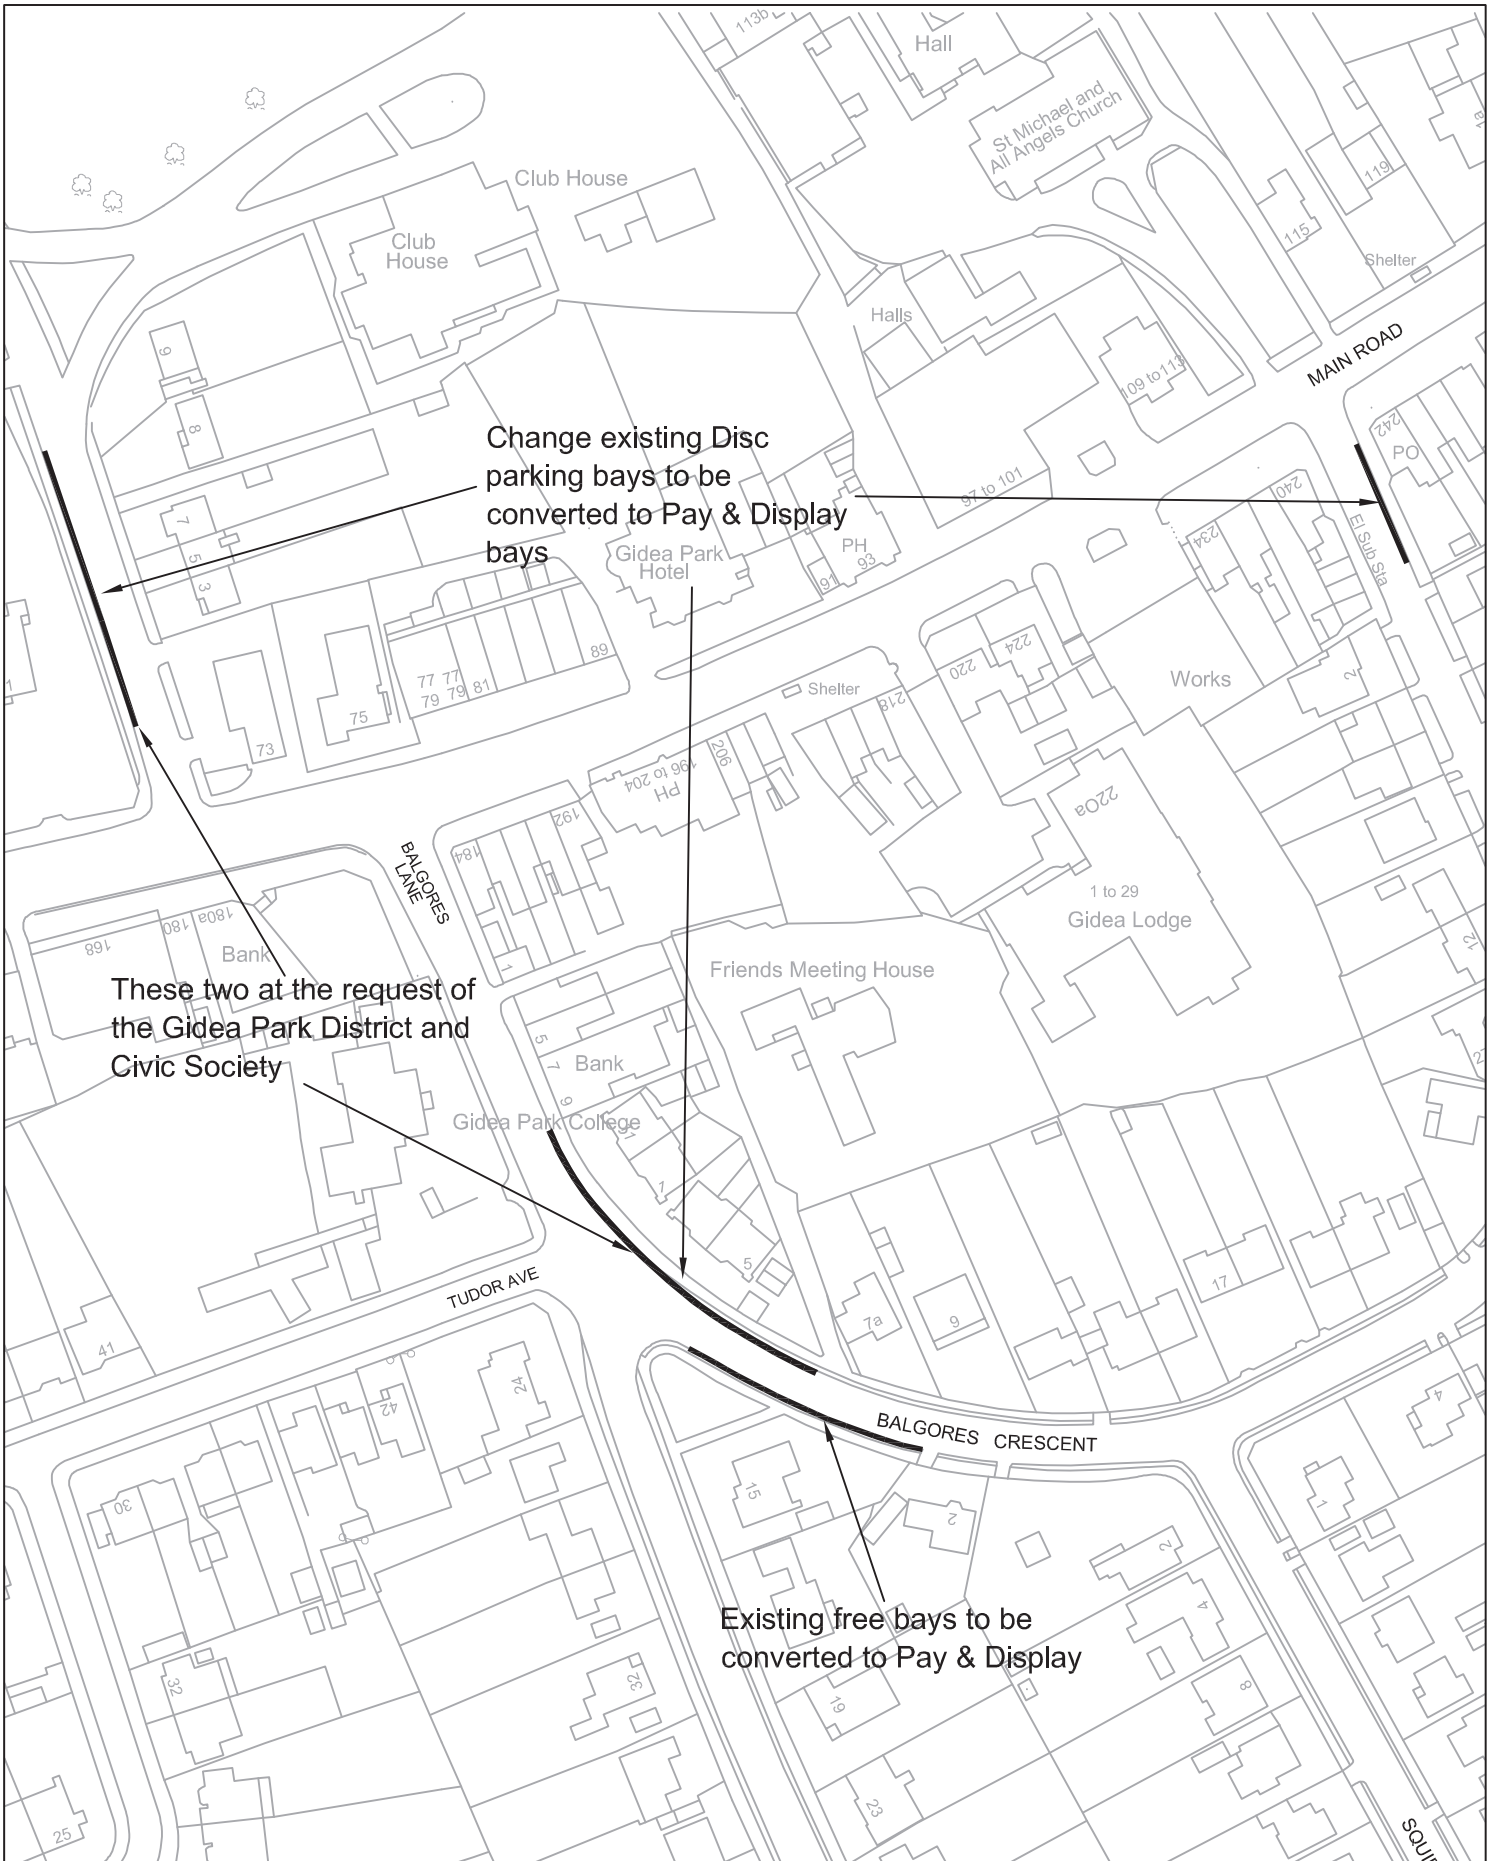 113b
Hall
St Michael and
All Angels Church
119
115
Shelter
Club House
Club
House
Halls
MAIN ROAD
109 to 113
9
8
7
5
3
Change existing Disc
parking bays to be
converted to Pay & Display
bays
242
PO
97 to 101
240
234
El Sub Sta
Gidea Park
Hotel
PH
93
91
89
77 77
79 79 81
75
73
224
220
Works
2
Shelter
218
206
196 to 204
PH
192
184
BALGORES
LANE
220a
1 to 29
Gidea Lodge
12
168
180
180a
Bank
1
Friends Meeting House
These two at the request of
the Gidea Park District and
Civic Society
5
7
9
Bank
Gidea Park College
11
1
5
TUDOR AVE
41
7a
9
17
24
42
30
BALGORES CRESCENT
15
2
4
1
2
4
Existing free bays to be
converted to Pay & Display
32
32
19
8
23
25